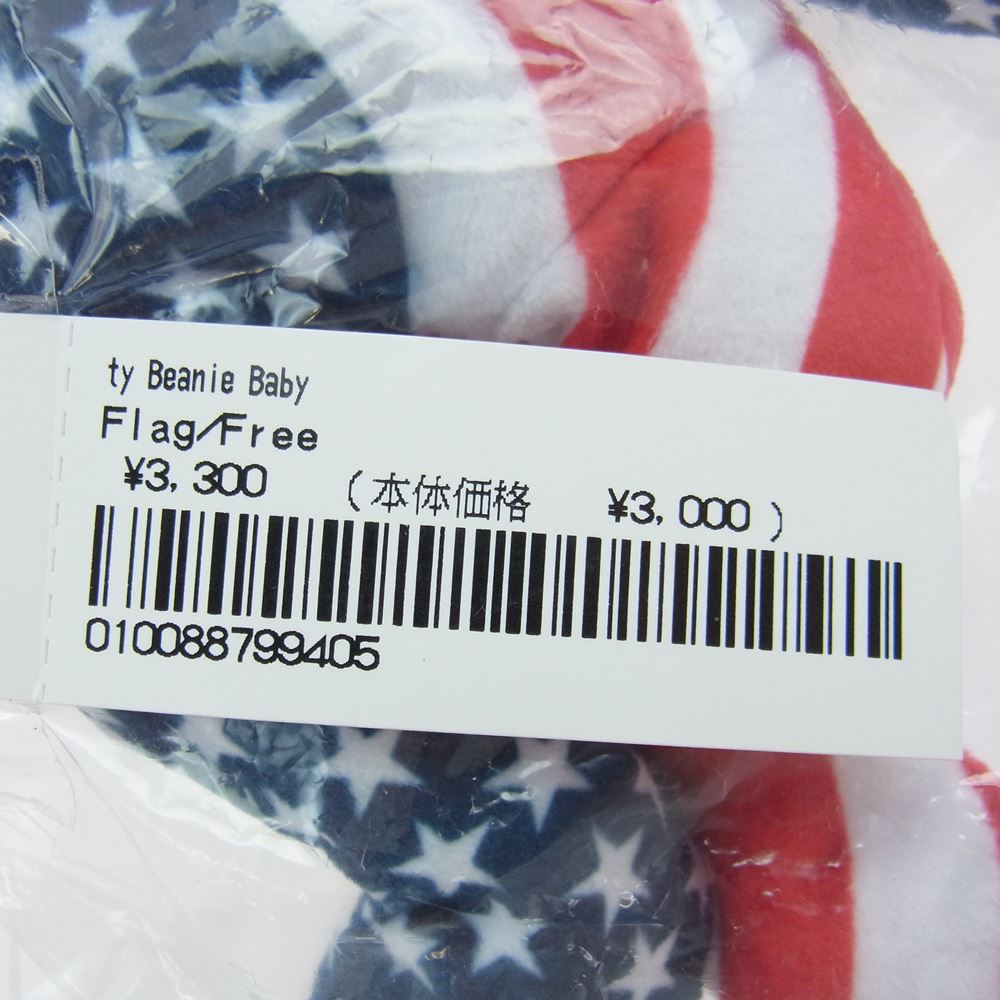 ty Beanie Baby
Flag/Free
¥3,300 (本体価格 ¥3,000)
010088799405